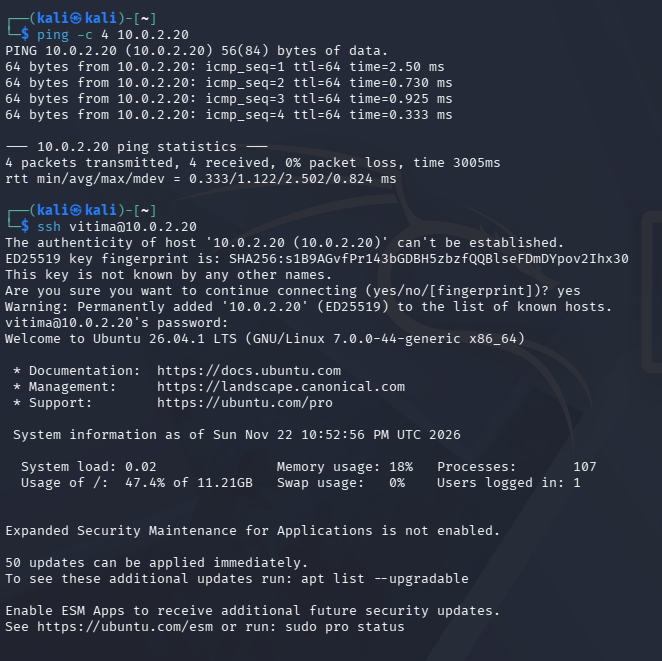 ┌──(kali㉿kali)-[~]
└─$ ping -c 4 10.0.2.20
PING 10.0.2.20 (10.0.2.20) 56(84) bytes of data.
64 bytes from 10.0.2.20: icmp_seq=1 ttl=64 time=2.50 ms
64 bytes from 10.0.2.20: icmp_seq=2 ttl=64 time=0.730 ms
64 bytes from 10.0.2.20: icmp_seq=3 ttl=64 time=0.925 ms
64 bytes from 10.0.2.20: icmp_seq=4 ttl=64 time=0.333 ms
--- 10.0.2.20 ping statistics ---
4 packets transmitted, 4 received, 0% packet loss, time 3005ms
rtt min/avg/max/mdev = 0.333/1.122/2.502/0.824 ms
┌──(kali㉿kali)-[~]
└─$ ssh vitima@10.0.2.20
The authenticity of host '10.0.2.20 (10.0.2.20)' can't be established.
ED25519 key fingerprint is: SHA256:s1B9AGvfPr143bGDBH5zbzfQQBlseFDmDYpov2Ihx30
This key is not known by any other names.
Are you sure you want to continue connecting (yes/no/[fingerprint])? yes
Warning: Permanently added '10.0.2.20' (ED25519) to the list of known hosts.
vitima@10.0.2.20's password:
Welcome to Ubuntu 26.04.1 LTS (GNU/Linux 7.0.0-44-generic x86_64)
* Documentation:  https://docs.ubuntu.com
* Management:     https://landscape.canonical.com
* Support:        https://ubuntu.com/pro
System information as of Sun Nov 22 10:52:56 PM UTC 2026
System load: 0.02               Memory usage: 18%   Processes:       107
Usage of /:  47.4% of 11.21GB   Swap usage:   0%    Users logged in: 1
Expanded Security Maintenance for Applications is not enabled.
50 updates can be applied immediately.
To see these additional updates run: apt list --upgradable
Enable ESM Apps to receive additional future security updates.
See https://ubuntu.com/esm or run: sudo pro status